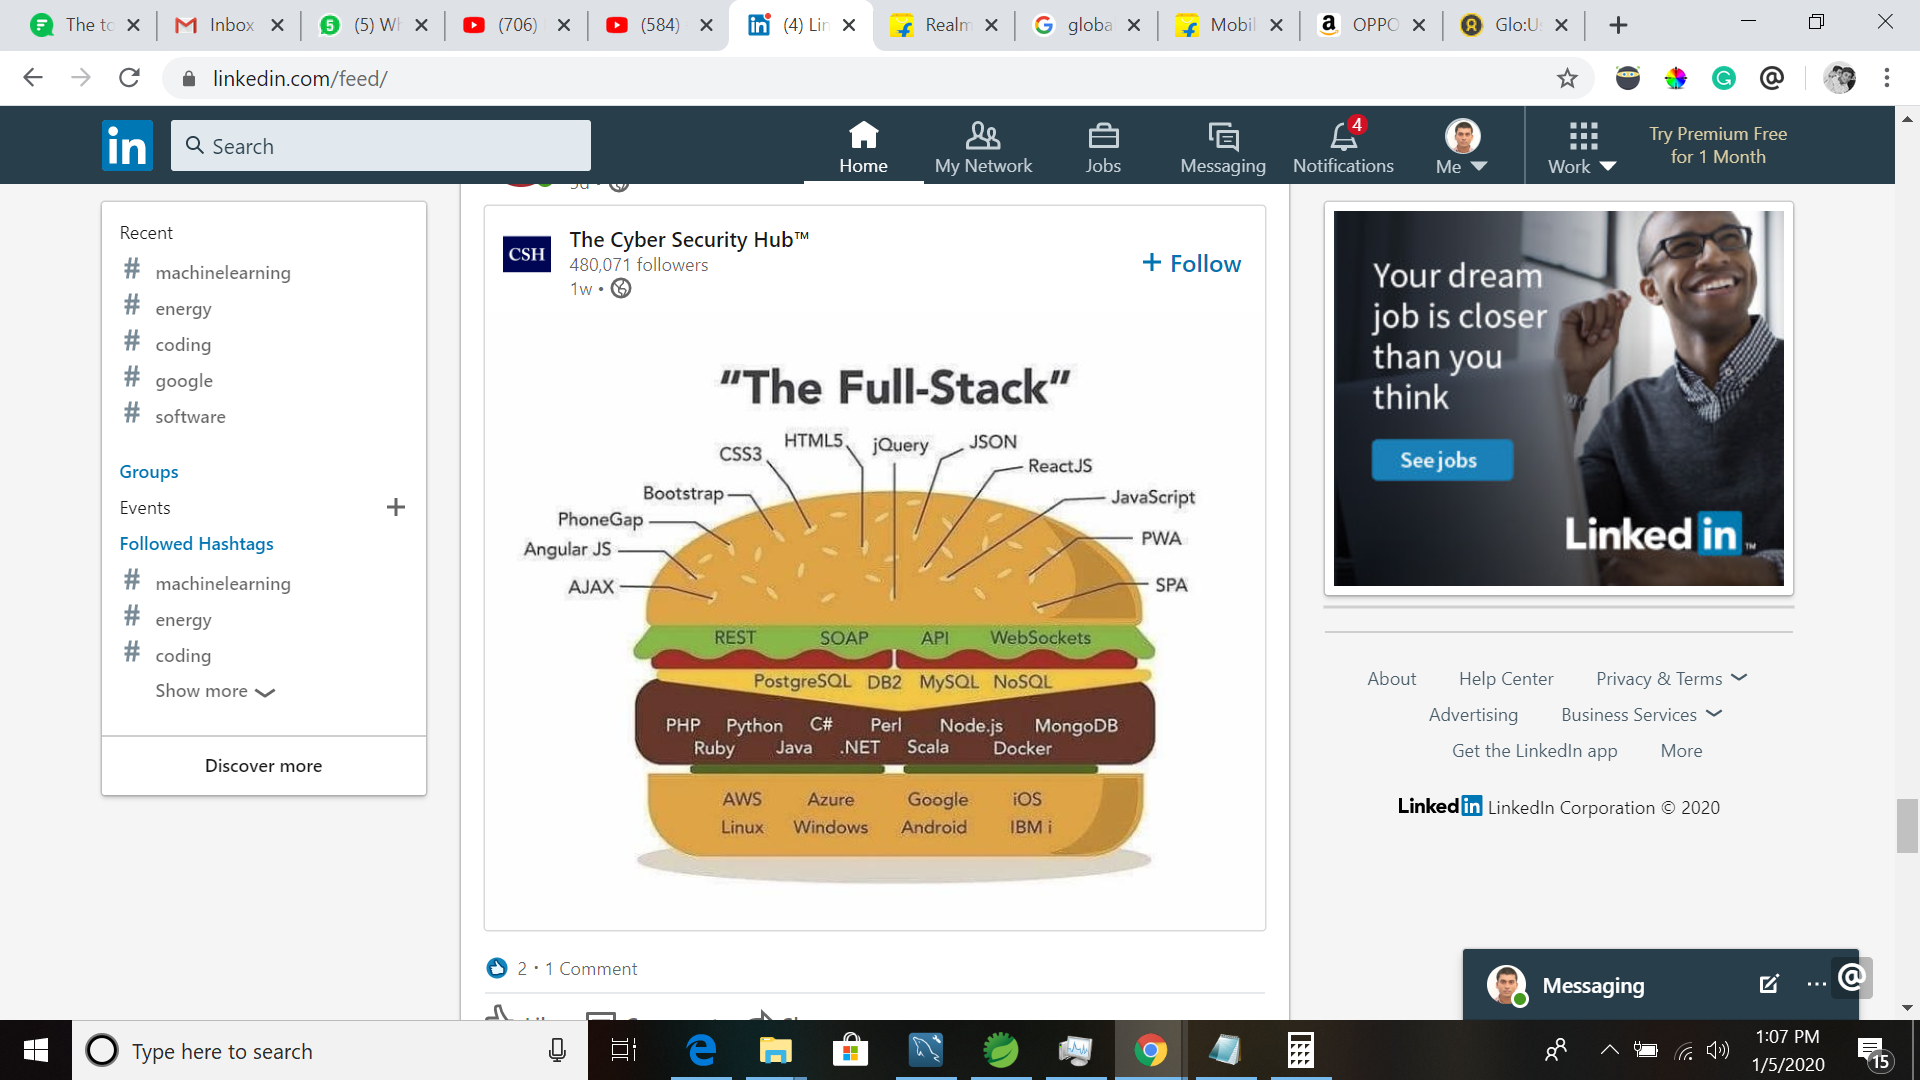 The to
Inbox
(5) Wh
(706)
(584)
(4) Lin
Realm
globa
Mobil
OPPO
Glo:Us
linkedin.com/feed/
in
Search
Home
My Network
Jobs
Messaging
4
Notifications
Me
Work
Try Premium Free
for 1 Month
Recent
# machinelearning
# energy
# coding
# google
# software
Groups
Events
Followed Hashtags
# machinelearning
# energy
# coding
Show more
Discover more
CSH
The Cyber Security Hub™
480,071 followers
1w •
+ Follow
"The Full-Stack"
HTML5 jQuery JSON
CSS3 ReactJS
Bootstrap JavaScript
PhoneGap PWA
Angular JS
AJAX SPA
REST SOAP API WebSockets
PostgreSQL DB2 MySQL NoSQL
PHP Python C# Perl Node.js MongoDB
Ruby Java .NET Scala Docker
AWS Azure Google iOS
Linux Windows Android IBM i
2 • 1 Comment
Your dream
job is closer
than you
think
See jobs
Linked in ™
About Help Center Privacy & Terms
Advertising Business Services
Get the LinkedIn app More
Linked in LinkedIn Corporation © 2020
Messaging
Type here to search
1:07 PM
1/5/2020
15